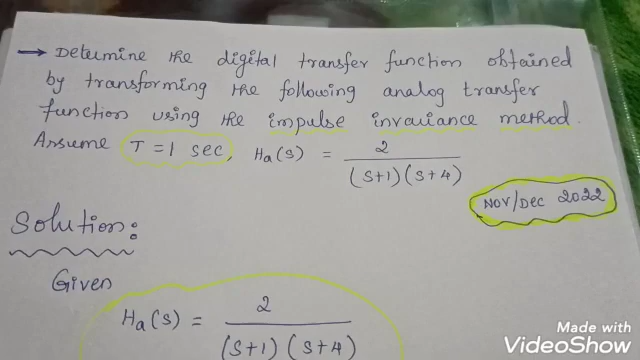 → Determine the digital transfer function obtained
by transforming the following analog transfer
function using the impulse invariance method.
Assume T = 1 sec, Ha(s) = 2 / (s+1)(s+4)
NOV/DEC 2022
Solution:
Given
Ha(s) = 2 / (s+1)(s+4)
Made with
VideoShow